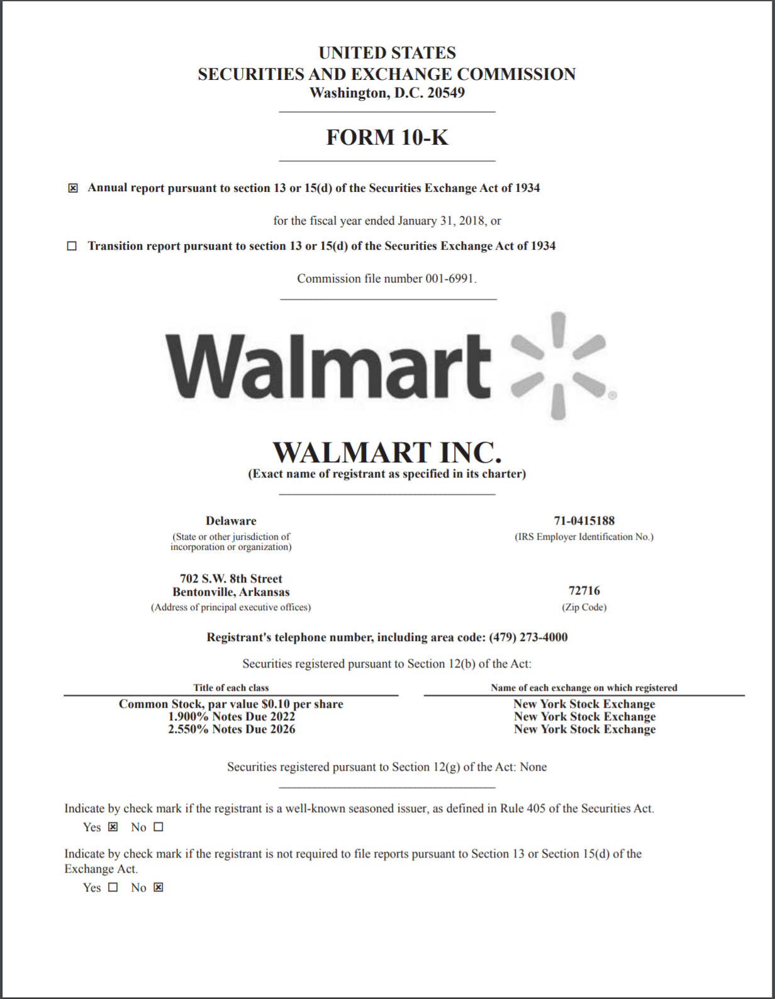 UNITED STATES
SECURITIES AND EXCHANGE COMMISSION
Washington, D.C. 20549
FORM 10-K
☒ Annual report pursuant to section 13 or 15(d) of the Securities Exchange Act of 1934
for the fiscal year ended January 31, 2018, or
☐ Transition report pursuant to section 13 or 15(d) of the Securities Exchange Act of 1934
Commission file number 001-6991.
Walmart ®
WALMART INC.
(Exact name of registrant as specified in its charter)
Delaware 71-0415188
(State or other jurisdiction of (IRS Employer Identification No.)
incorporation or organization)
702 S.W. 8th Street
Bentonville, Arkansas 72716
(Address of principal executive offices) (Zip Code)
Registrant's telephone number, including area code: (479) 273-4000
Securities registered pursuant to Section 12(b) of the Act:
Title of each class Name of each exchange on which registered
Common Stock, par value $0.10 per share New York Stock Exchange
1.900% Notes Due 2022 New York Stock Exchange
2.550% Notes Due 2026 New York Stock Exchange
Securities registered pursuant to Section 12(g) of the Act: None
Indicate by check mark if the registrant is a well-known seasoned issuer, as defined in Rule 405 of the Securities Act.
Yes ☒ No ☐
Indicate by check mark if the registrant is not required to file reports pursuant to Section 13 or Section 15(d) of the
Exchange Act.
Yes ☐ No ☒